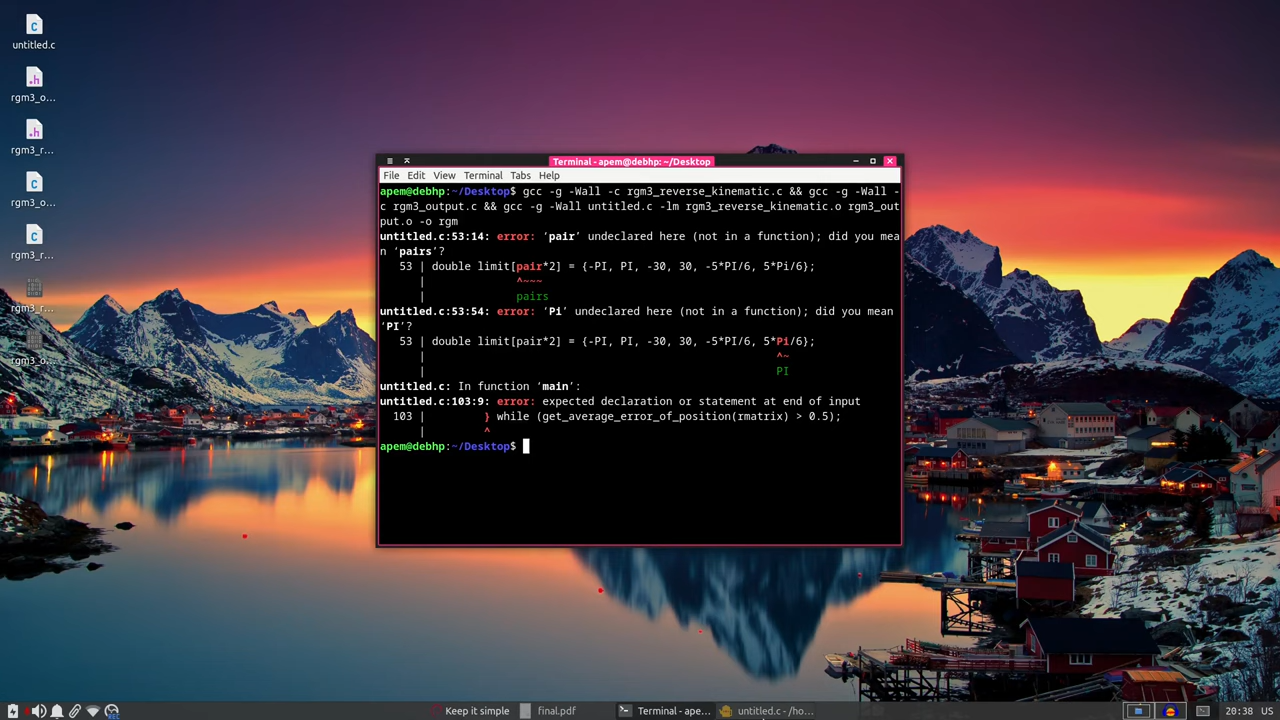 untitled.c
rgm3_o...
rgm3_r...
rgm3_o...
rgm3_r...
rgm3_r...
rgm3_o...
Terminal - apem@debhp: ~/Desktop
File Edit View Terminal Tabs Help
apem@debhp:~/Desktop$ gcc -g -Wall -c rgm3_reverse_kinematic.c && gcc -g -Wall -
c rgm3_output.c && gcc -g -Wall untitled.c -lm rgm3_reverse_kinematic.o rgm3_out
put.o -o rgm
untitled.c:53:14: error: ‘pair’ undeclared here (not in a function); did you mea
n ‘pairs’?
53 | double limit[pair*2] = {-PI, PI, -30, 30, -5*PI/6, 5*Pi/6};
| ^~~~
| pairs
untitled.c:53:54: error: ‘Pi’ undeclared here (not in a function); did you mean
‘PI’?
53 | double limit[pair*2] = {-PI, PI, -30, 30, -5*PI/6, 5*Pi/6};
| ^~
| PI
untitled.c: In function ‘main’:
untitled.c:103:9: error: expected declaration or statement at end of input
103 | } while (get_average_error_of_position(rmatrix) > 0.5);
| ^
apem@debhp:~/Desktop$
Keep it simple final.pdf Terminal - ape... untitled.c - /ho... 20:38 US